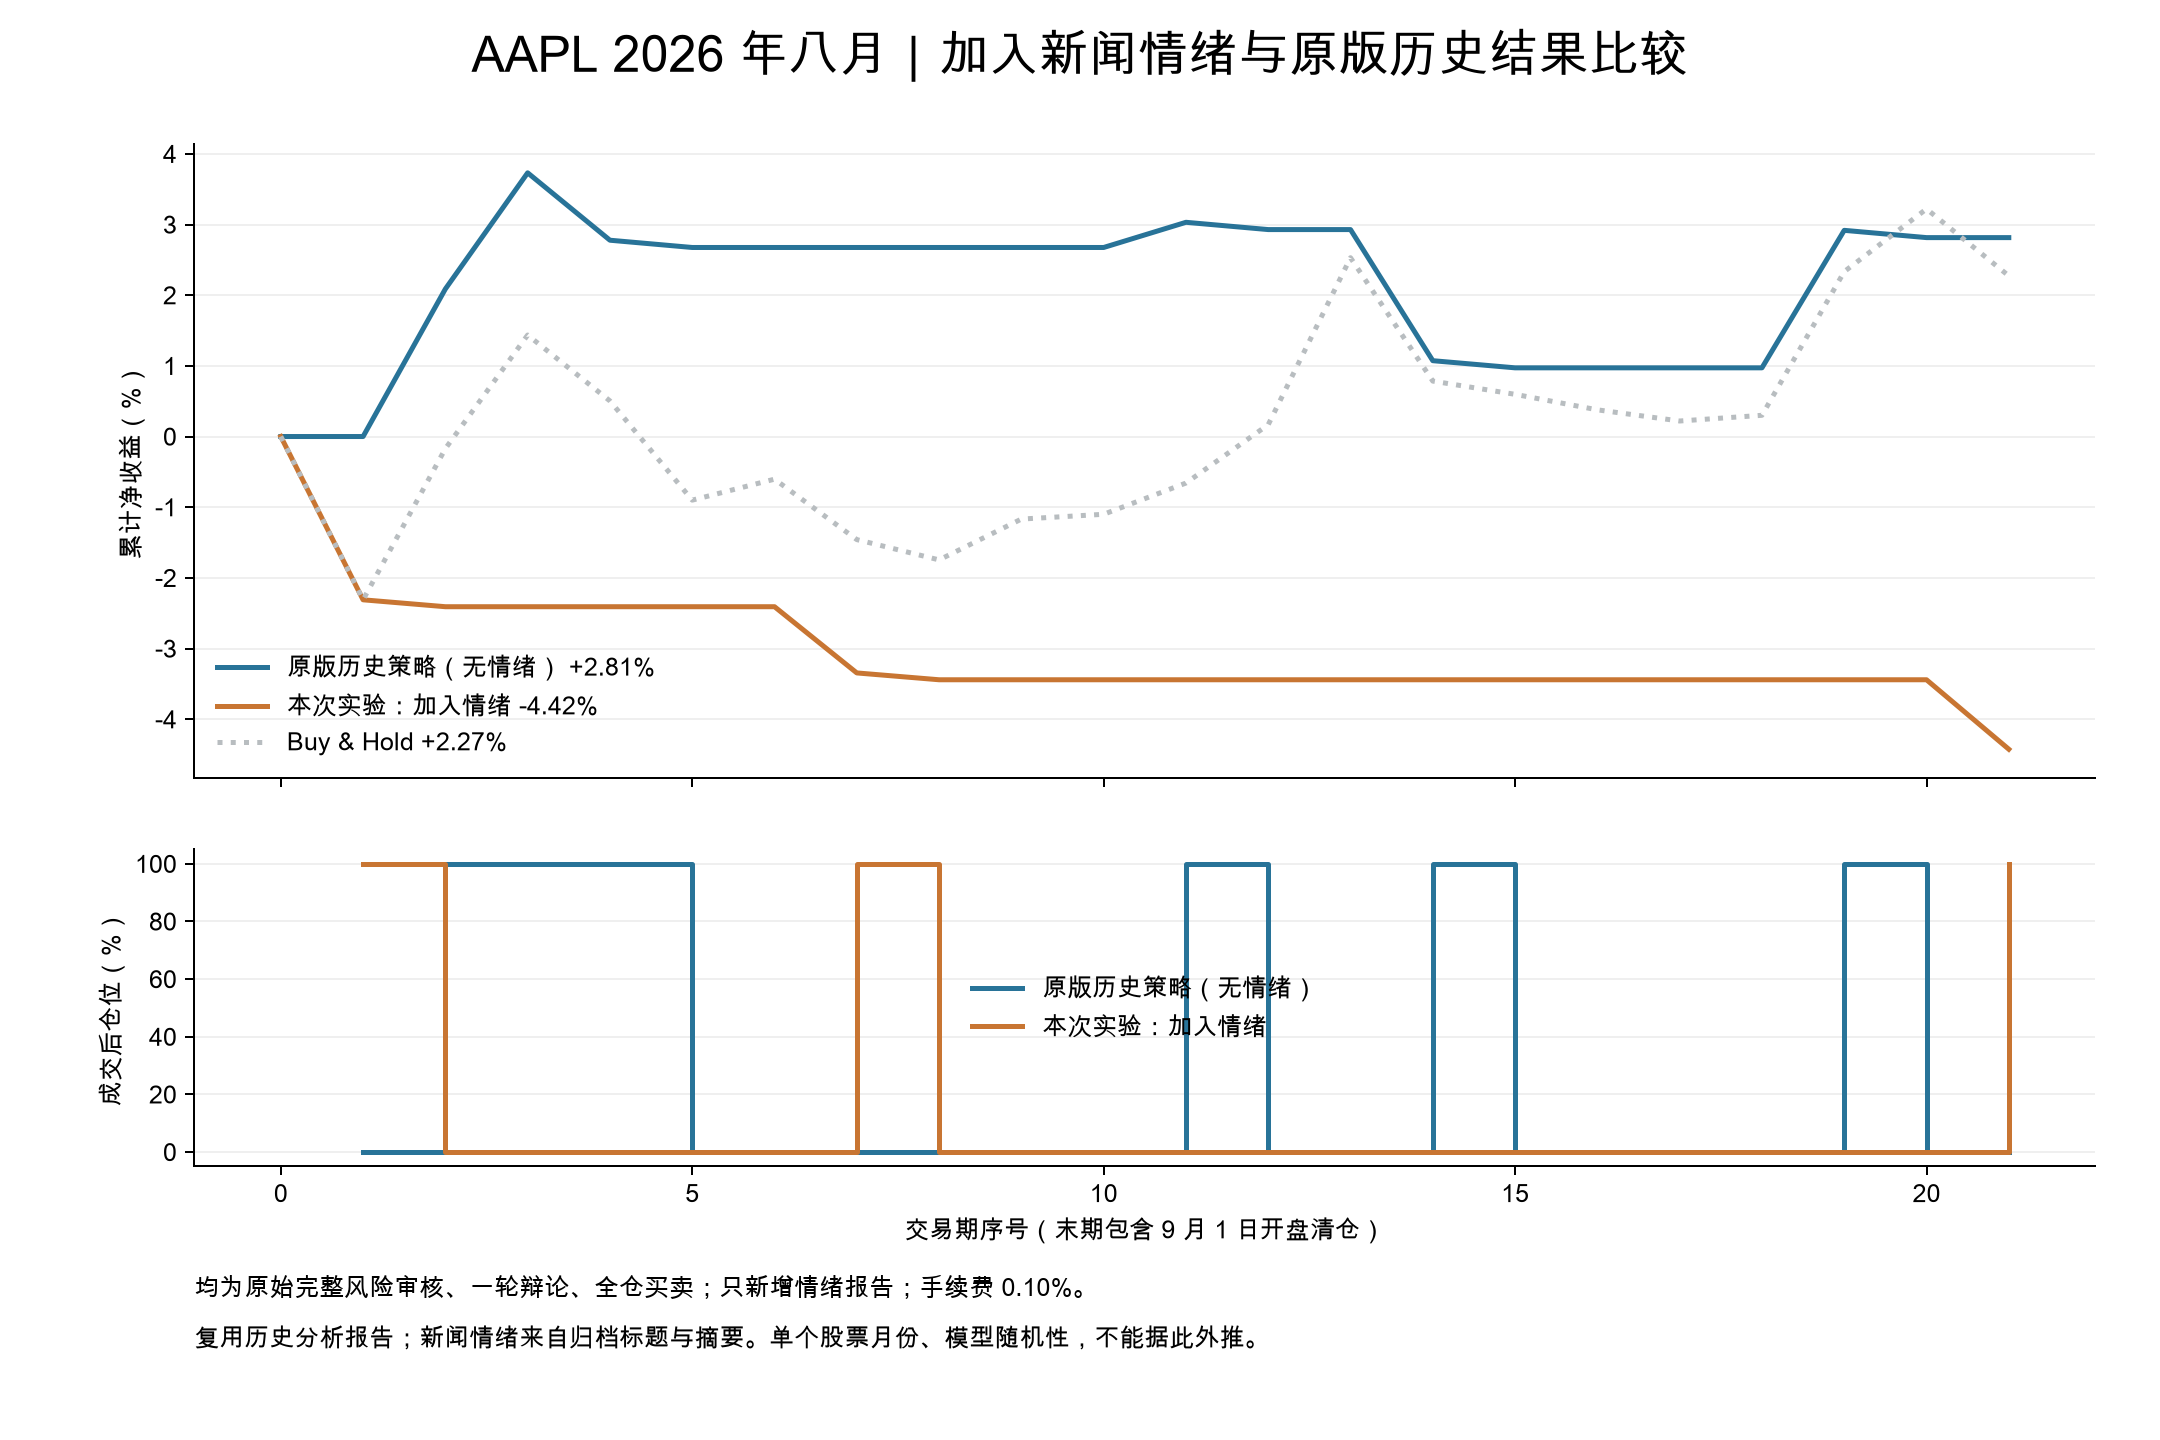 AAPL 2026 年八月 | 加入新闻情绪与原版历史结果比较
累计净收益（%）
4
3
2
1
0
-1
-2
-3
-4
原版历史策略（无情绪） +2.81%
本次实验：加入情绪 -4.42%
Buy & Hold +2.27%
成交后仓位（%）
100
80
60
40
20
0
原版历史策略（无情绪）
本次实验：加入情绪
0 5 10 15 20
交易期序号（末期包含 9 月 1 日开盘清仓）
均为原始完整风险审核、一轮辩论、全仓买卖；只新增情绪报告；手续费 0.10%。
复用历史分析报告；新闻情绪来自归档标题与摘要。单个股票月份、模型随机性，不能据此外推。